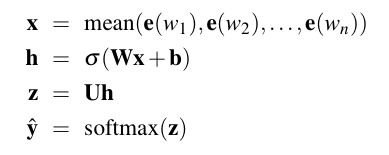 x = mean(e(w₁),e(w₂),…,e(wₙ))
h = σ(Wx+b)
z = Uh
ŷ = softmax(z)